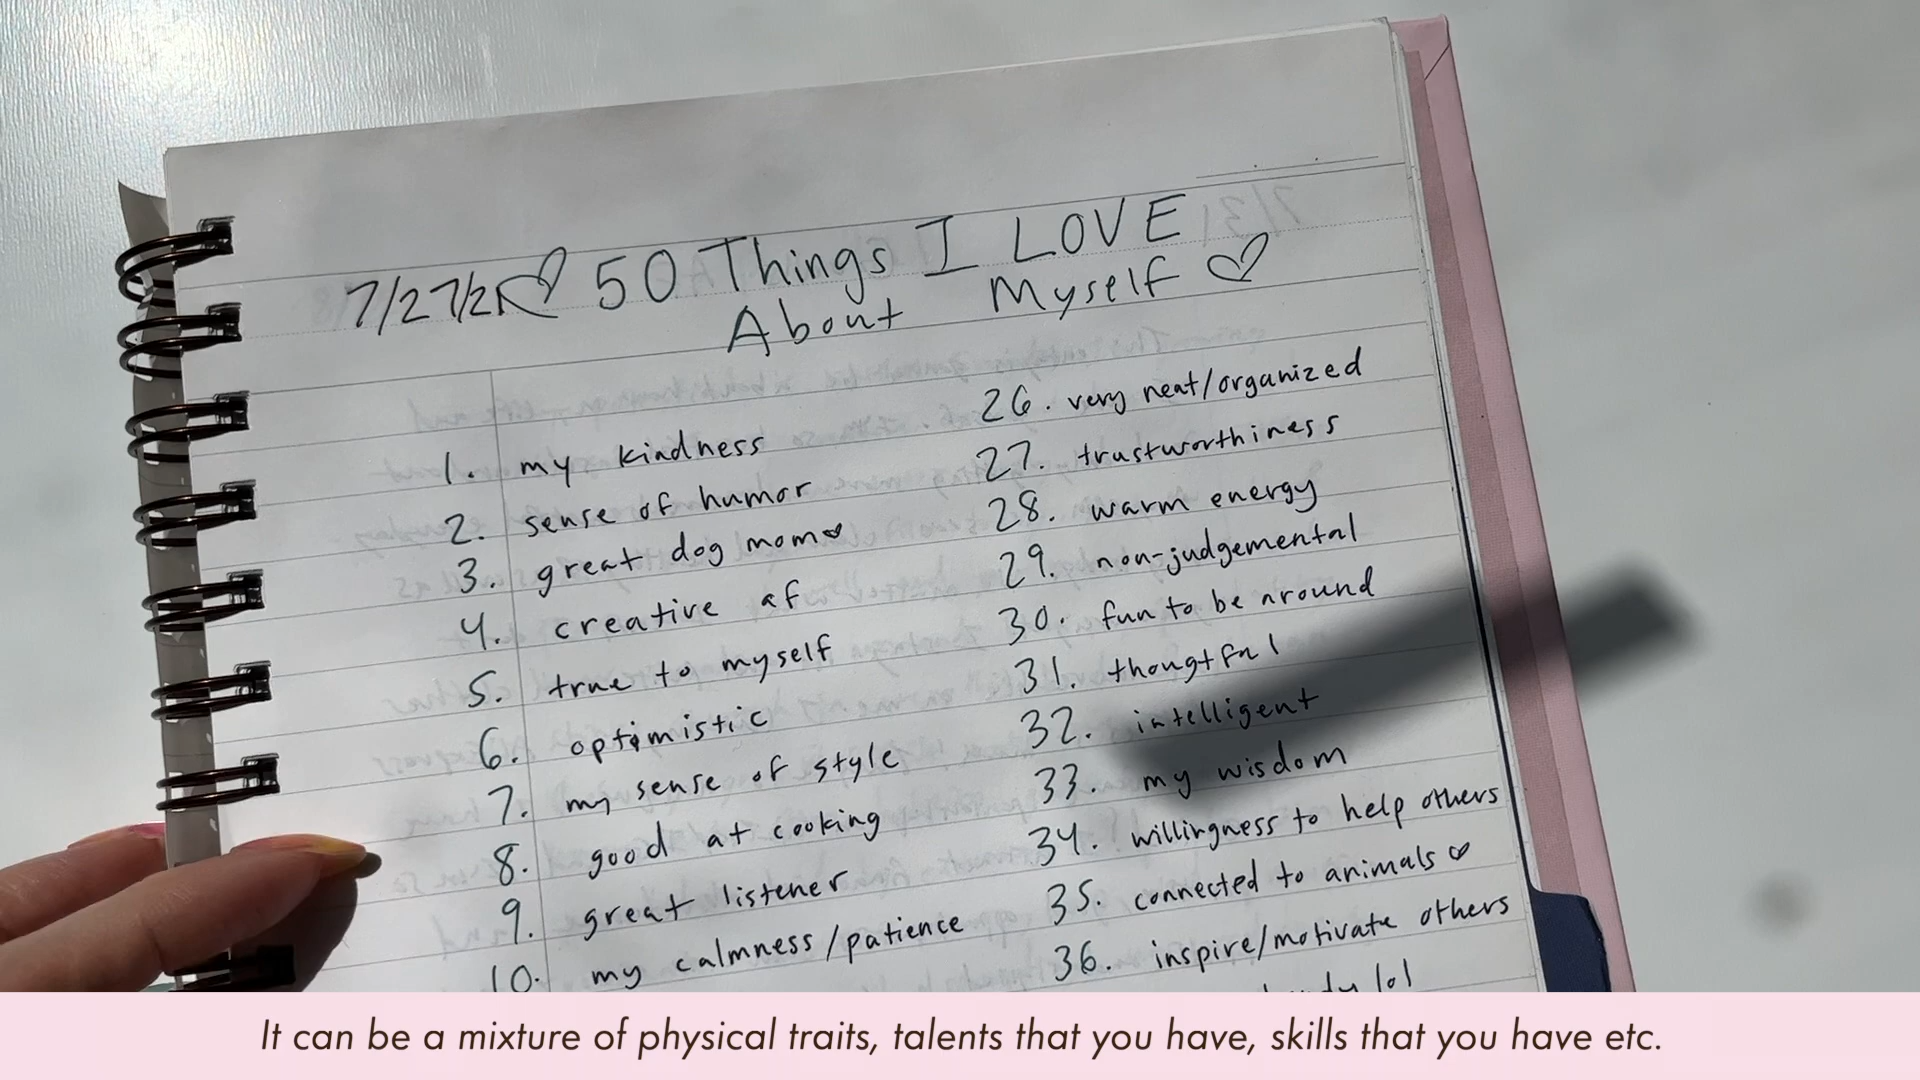 7/27/2
50 Things I LOVE
About Myself
1. my kindness
2. sense of humor
3. great dog mom
4. creative af
5. true to myself
6. optimistic
7. my sense of style
8. good at cooking
9. great listener
10. my calmness/patience
26. very neat/organized
27. trustworthiness
28. warm energy
29. non-judgemental
30. fun to be around
31. thougtful
32. intelligent
33. my wisdom
34. willingness to help others
35. connected to animals
36. inspire/motivate others
lol
It can be a mixture of physical traits, talents that you have, skills that you have etc.